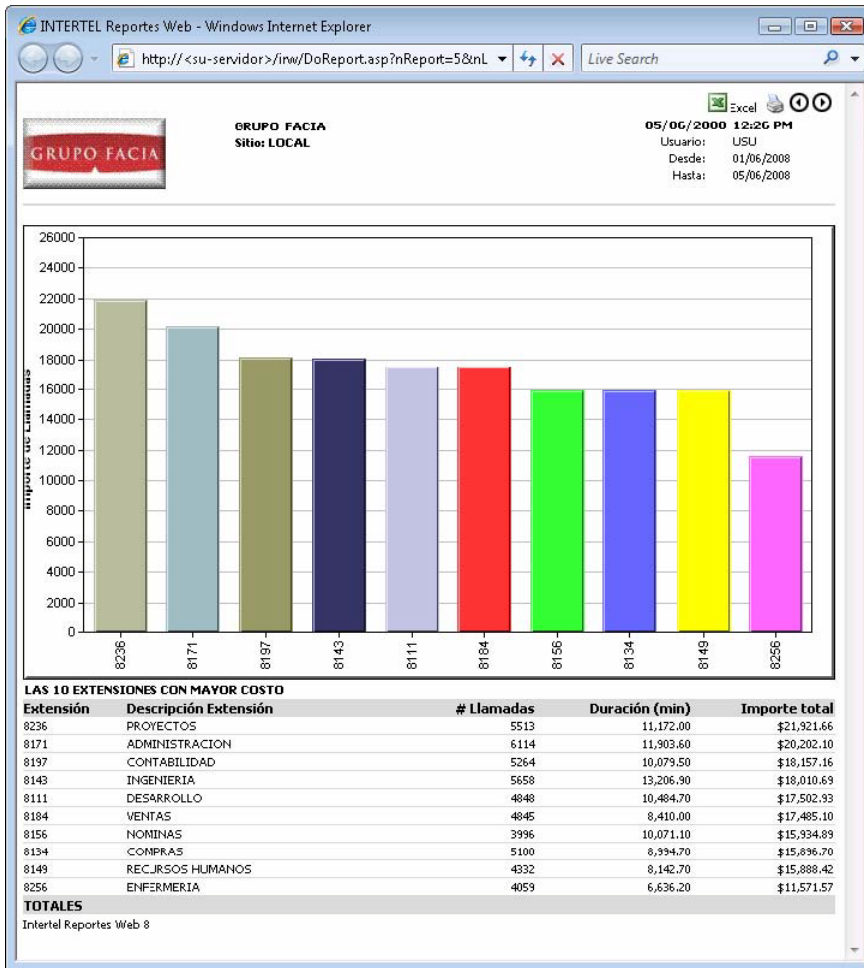 INTERTEL Reportes Web - Windows Internet Explorer
http://<su-servidor>/irw/DoReport.asp?nReport=5&nL
Live Search
Excel
GRUPO FACIA
GRUPO FACIA
Sitio: LOCAL
05/06/2000 12:26 PM
Usuario: USU
Desde: 01/06/2008
Hasta: 05/06/2008
Importe de Llamadas
26000
24000
22000
20000
18000
16000
14000
12000
10000
8000
6000
4000
2000
0
8236 8171 8197 8143 8111 8184 8156 8134 8149 8256
LAS 10 EXTENSIONES CON MAYOR COSTO
Extensión Descripción Extensión # Llamadas Duración (min) Importe total
8236 PROYECTOS 5513 11,172.00 $21,921.66
8171 ADMINISTRACION 6114 11,903.60 $20,202.10
8197 CONTABILIDAD 5264 10,079.50 $18,157.16
8143 INGENIERIA 5658 13,206.90 $18,010.69
8111 DESARROLLO 4848 10,484.70 $17,502.93
8184 VENTAS 4845 8,410.00 $17,485.10
8156 NOMINAS 3996 10,071.10 $15,934.89
8134 COMPRAS 5100 8,994.70 $15,896.70
8149 RECURSOS HUMANOS 4332 8,142.70 $15,888.42
8256 ENFERMERIA 4059 6,636.20 $11,571.57
TOTALES
Intertel Reportes Web 8